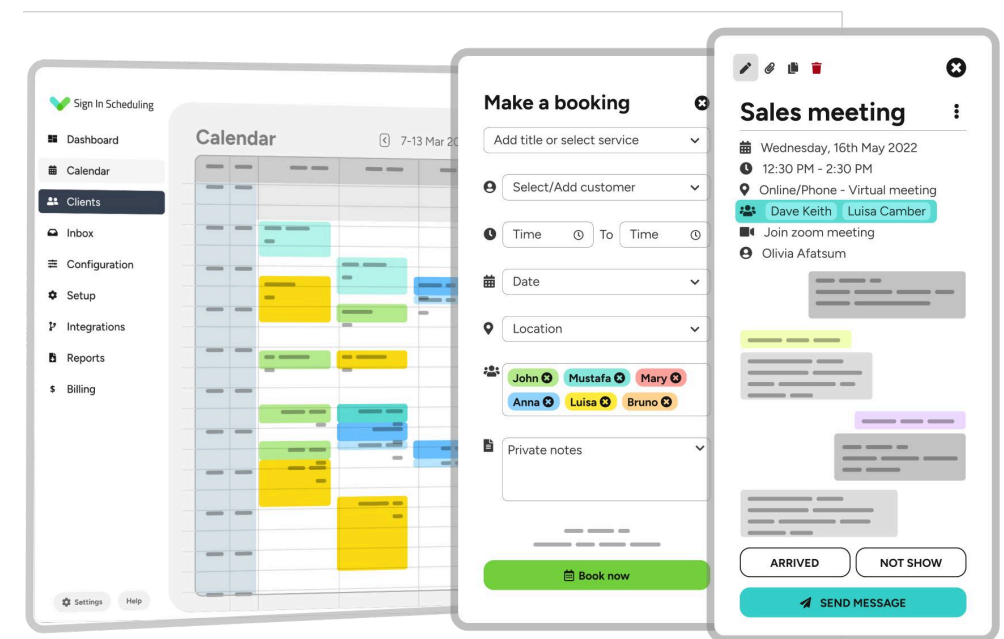 Sign In Scheduling
Dashboard
Calendar
Clients
Inbox
Configuration
Setup
Integrations
Reports
$ Billing
Settings Help
Calendar
7-13 Mar 20
Make a booking
Add title or select service
Select/Add customer
Time To Time
Date
Location
John Mustafa Mary
Anna Luisa Bruno
Private notes
Book now
Sales meeting
Wednesday, 16th May 2022
12:30 PM - 2:30 PM
Online/Phone - Virtual meeting
Dave Keith Luisa Camber
Join zoom meeting
Olivia Afatsum
ARRIVED NOT SHOW
SEND MESSAGE